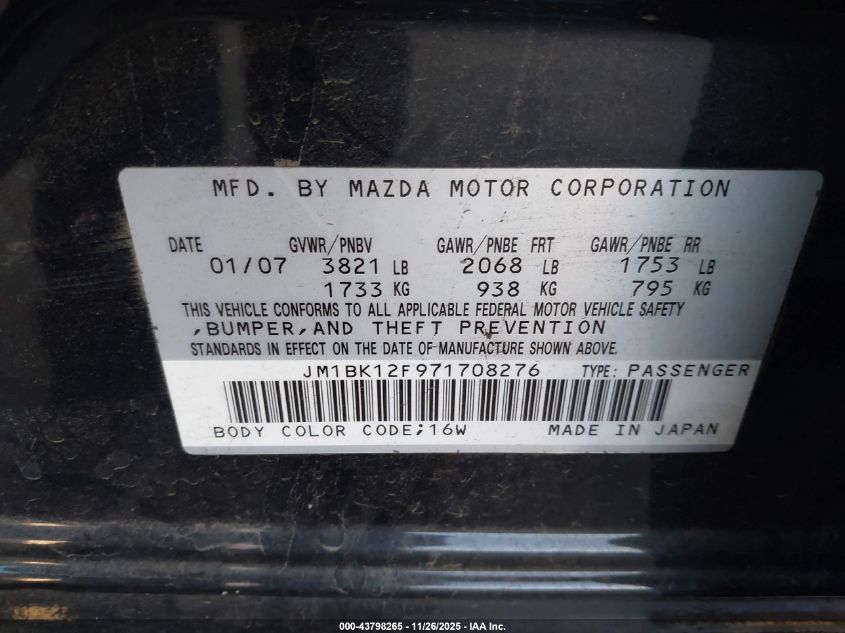 MFD. BY MAZDA MOTOR CORPORATION
DATE GVWR/PNBV GAWR/PNBE FRT GAWR/PNBE RR
01/07 3821 LB 2068 LB 1753 LB
1733 KG 938 KG 795 KG
THIS VEHICLE CONFORMS TO ALL APPLICABLE FEDERAL MOTOR VEHICLE SAFETY
,BUMPER,AND THEFT PREVENTION
STANDARDS IN EFFECT ON THE DATE OF MANUFACTURE SHOWN ABOVE.
JM1BK12F971708276 TYPE: PASSENGER
BODY COLOR CODE;16W MADE IN JAPAN
000-43798265 - 11/26/2025 - IAA Inc.